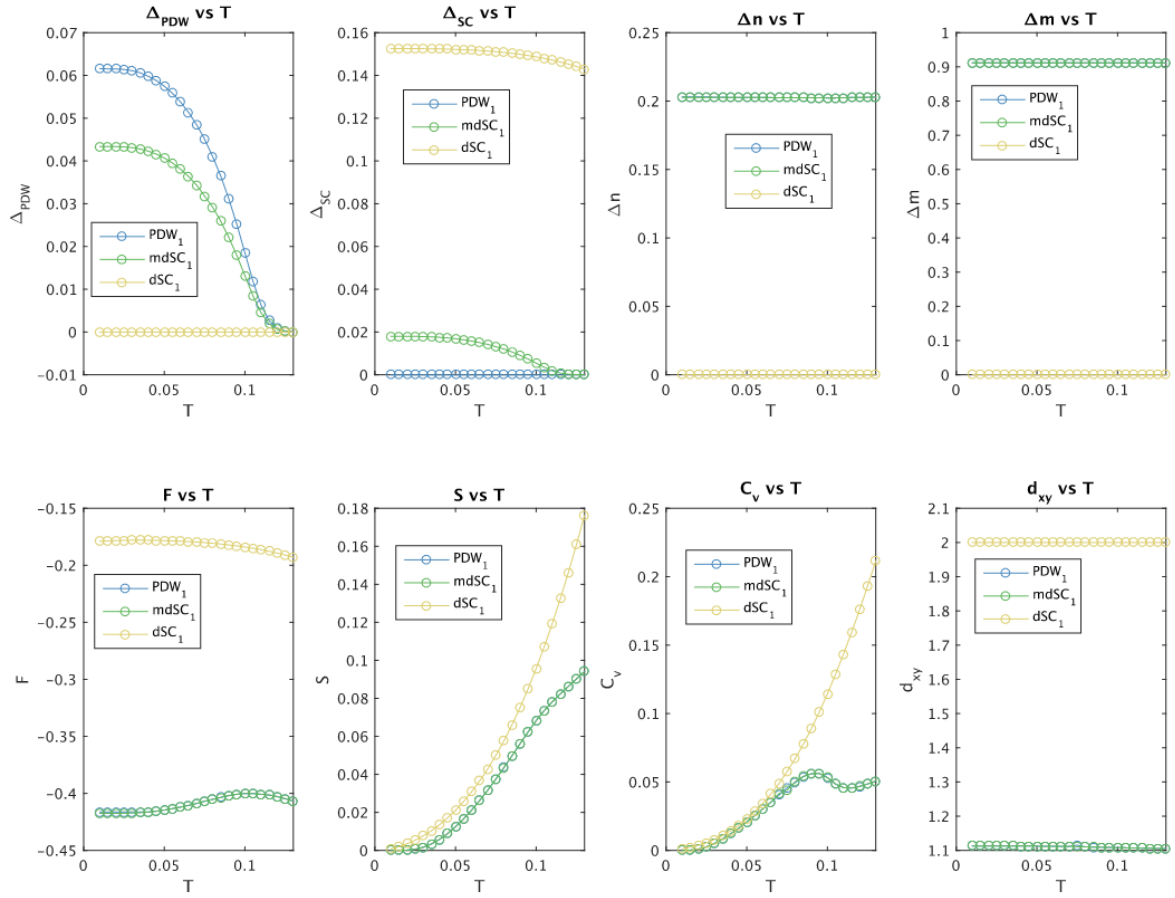 Δ_PDW vs T
0.07
0.06
0.05
0.04
0.03
0.02
0.01
0
−0.01
Δ_PDW
PDW_1
mdSC_1
dSC_1
0
0.05
0.1
T
Δ_SC vs T
0.16
0.14
0.12
0.1
0.08
0.06
0.04
0.02
0
Δ_SC
PDW_1
mdSC_1
dSC_1
0
0.05
0.1
T
Δn vs T
0.25
0.2
0.15
0.1
0.05
0
Δn
PDW_1
mdSC_1
dSC_1
0
0.05
0.1
T
Δm vs T
1
0.9
0.8
0.7
0.6
0.5
0.4
0.3
0.2
0.1
0
Δm
PDW_1
mdSC_1
dSC_1
0
0.05
0.1
T
F vs T
−0.15
−0.2
−0.25
−0.3
−0.35
−0.4
−0.45
F
PDW_1
mdSC_1
dSC_1
0
0.05
0.1
T
S vs T
0.18
0.16
0.14
0.12
0.1
0.08
0.06
0.04
0.02
0
S
PDW_1
mdSC_1
dSC_1
0
0.05
0.1
T
C_v vs T
0.25
0.2
0.15
0.1
0.05
0
C_v
PDW_1
mdSC_1
dSC_1
0
0.05
0.1
T
d_xy vs T
2.1
2
1.9
1.8
1.7
1.6
1.5
1.4
1.3
1.2
1.1
d_xy
PDW_1
mdSC_1
dSC_1
0
0.05
0.1
T